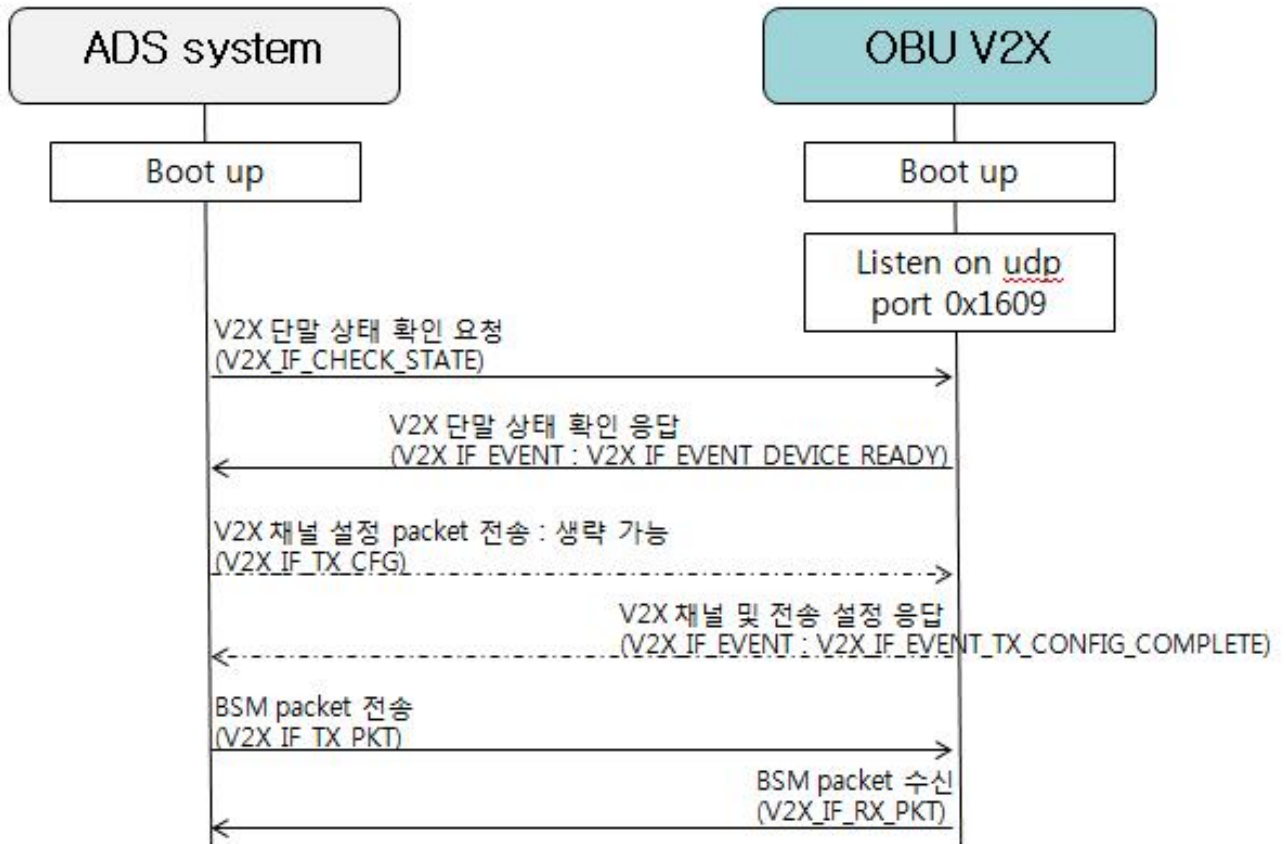 ADS system
OBU V2X
Boot up
Boot up
Listen on udp
port 0x1609
V2X 단말 상태 확인 요청
(V2X_IF_CHECK_STATE)
V2X 단말 상태 확인 응답
(V2X_IF_EVENT : V2X_IF_EVENT_DEVICE_READY)
V2X 채널 설정 packet 전송 : 생략 가능
(V2X_IF_TX_CFG)
V2X 채널 및 전송 설정 응답
(V2X_IF_EVENT : V2X_IF_EVENT_TX_CONFIG_COMPLETE)
BSM packet 전송
(V2X_IF_TX_PKT)
BSM packet 수신
(V2X_IF_RX_PKT)